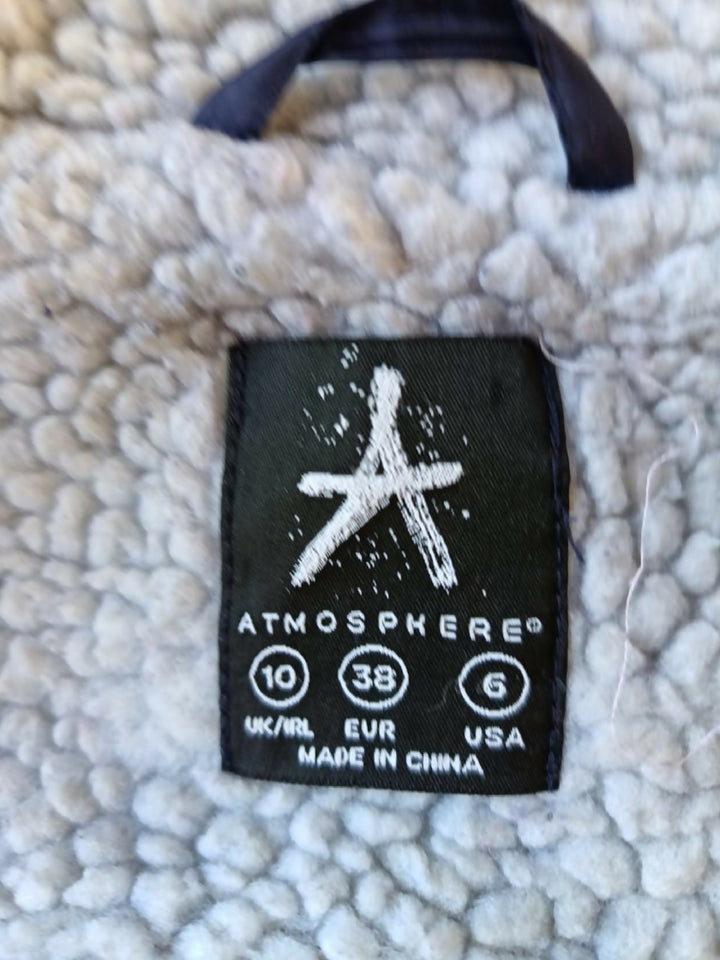 ATMOSPHERE®
10 38 6
UK/IRL EUR USA
MADE IN CHINA